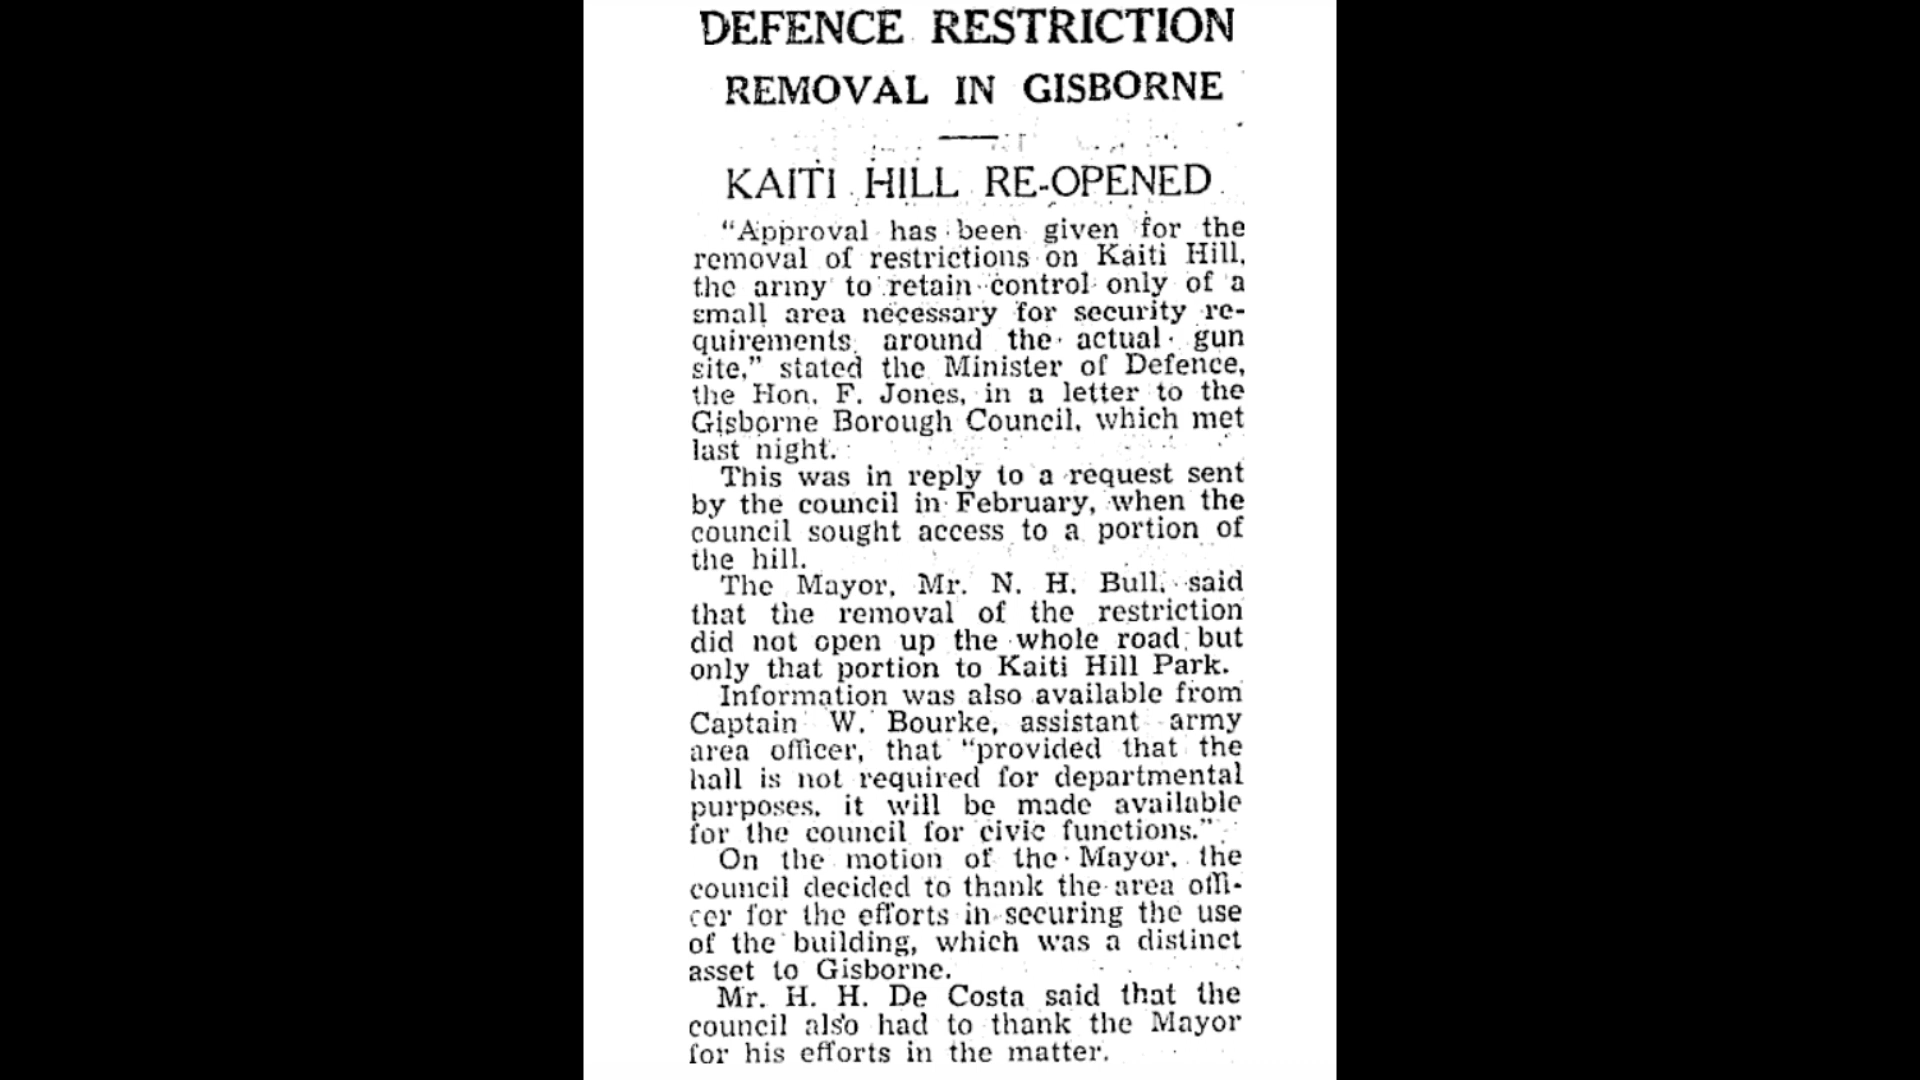 DEFENCE RESTRICTION
REMOVAL IN GISBORNE
KAITI HILL RE-OPENED
"Approval has been given for the
removal of restrictions on Kaiti Hill,
the army to retain control only of a
small area necessary for security re-
quirements around the actual gun
site," stated the Minister of Defence,
the Hon. F. Jones, in a letter to the
Gisborne Borough Council, which met
last night.
This was in reply to a request sent
by the council in February, when the
council sought access to a portion of
the hill.
The Mayor, Mr. N. H. Bull, said
that the removal of the restriction
did not open up the whole road but
only that portion to Kaiti Hill Park.
Information was also available from
Captain W. Bourke, assistant army
area officer, that "provided that the
hall is not required for departmental
purposes, it will be made available
for the council for civic functions."
On the motion of the Mayor, the
council decided to thank the area offi-
cer for the efforts in securing the use
of the building, which was a distinct
asset to Gisborne.
Mr. H. H. De Costa said that the
council also had to thank the Mayor
for his efforts in the matter.